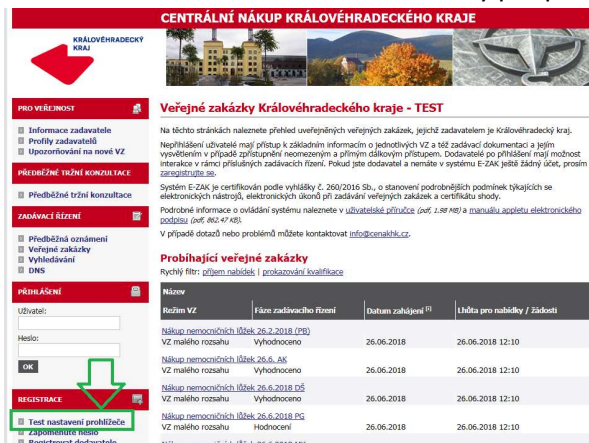 CENTRÁLNÍ NÁKUP KRÁLOVÉHRADECKÉHO KRAJE
KRÁLOVÉHRADECKÝ
KRAJ
PRO VEŘEJNOST
Informace zadavatele
Profily zadavatelů
Upozorňování na nové VZ
PŘEDBĚŽNÉ TRŽNÍ KONZULTACE
Předběžné tržní konzultace
ZADÁVACÍ ŘÍZENÍ
Předběžná oznámení
Veřejné zakázky
Vyhledávání
DNS
PŘIHLÁŠENÍ
Uživatel:
Heslo:
OK
REGISTRACE
Test nastavení prohlížeče
Zapomenuté heslo
Registrovat dodavatele
Veřejné zakázky Královéhradeckého kraje - TEST
Na těchto stránkách naleznete přehled uveřejněných veřejných zakázek, jejichž zadavatelem je Královéhradecký kraj.
Nepřihlášení uživatelé mají přístup k základním informacím o jednotlivých VZ a též zadávací dokumentaci a jejím
vysvětlením v případě zpřístupnění neomezeným a přímým dálkovým přístupem. Dodavatelé po přihlášení mají možnost
interakce v rámci příslušných zadávacích řízení. Pokud jste dodavatel a nemáte v systému E-ZAK ještě žádný účet, prosím
zaregistrujte se.
Systém E-ZAK je certifikován podle vyhlášky č. 260/2016 Sb., o stanovení podrobnějších podmínek týkajících se
elektronických nástrojů, elektronických úkonů při zadávání veřejných zakázek a certifikátu shody.
Podrobné informace o ovládání systému naleznete v uživatelské příručce (pdf, 1.98 MB) a manuálu appletu elektronického
podpisu (pdf, 862.47 KB).
V případě dotazů nebo problémů můžete kontaktovat info@cenakhk.cz.
Probíhající veřejné zakázky
Rychlý filtr: příjem nabídek | prokazování kvalifikace
Název
Režim VZ Fáze zadávacího řízení Datum zahájení [i] Lhůta pro nabídky / žádosti
Nákup nemocničních lůžek 26.2.2018 (PB)
VZ malého rozsahu Vyhodnoceno 26.06.2018 26.06.2018 12:10
Nákup nemocničních lůžek 26.6. AK
VZ malého rozsahu Vyhodnoceno 26.06.2018 26.06.2018 12:10
Nákup nemocničních lůžek 26.6.2018 DŠ
VZ malého rozsahu Vyhodnoceno 26.06.2018 26.06.2018 12:10
Nákup nemocničních lůžek 26.6.2018 PG
VZ malého rozsahu Hodnocení 26.06.2018 26.06.2018 12:10